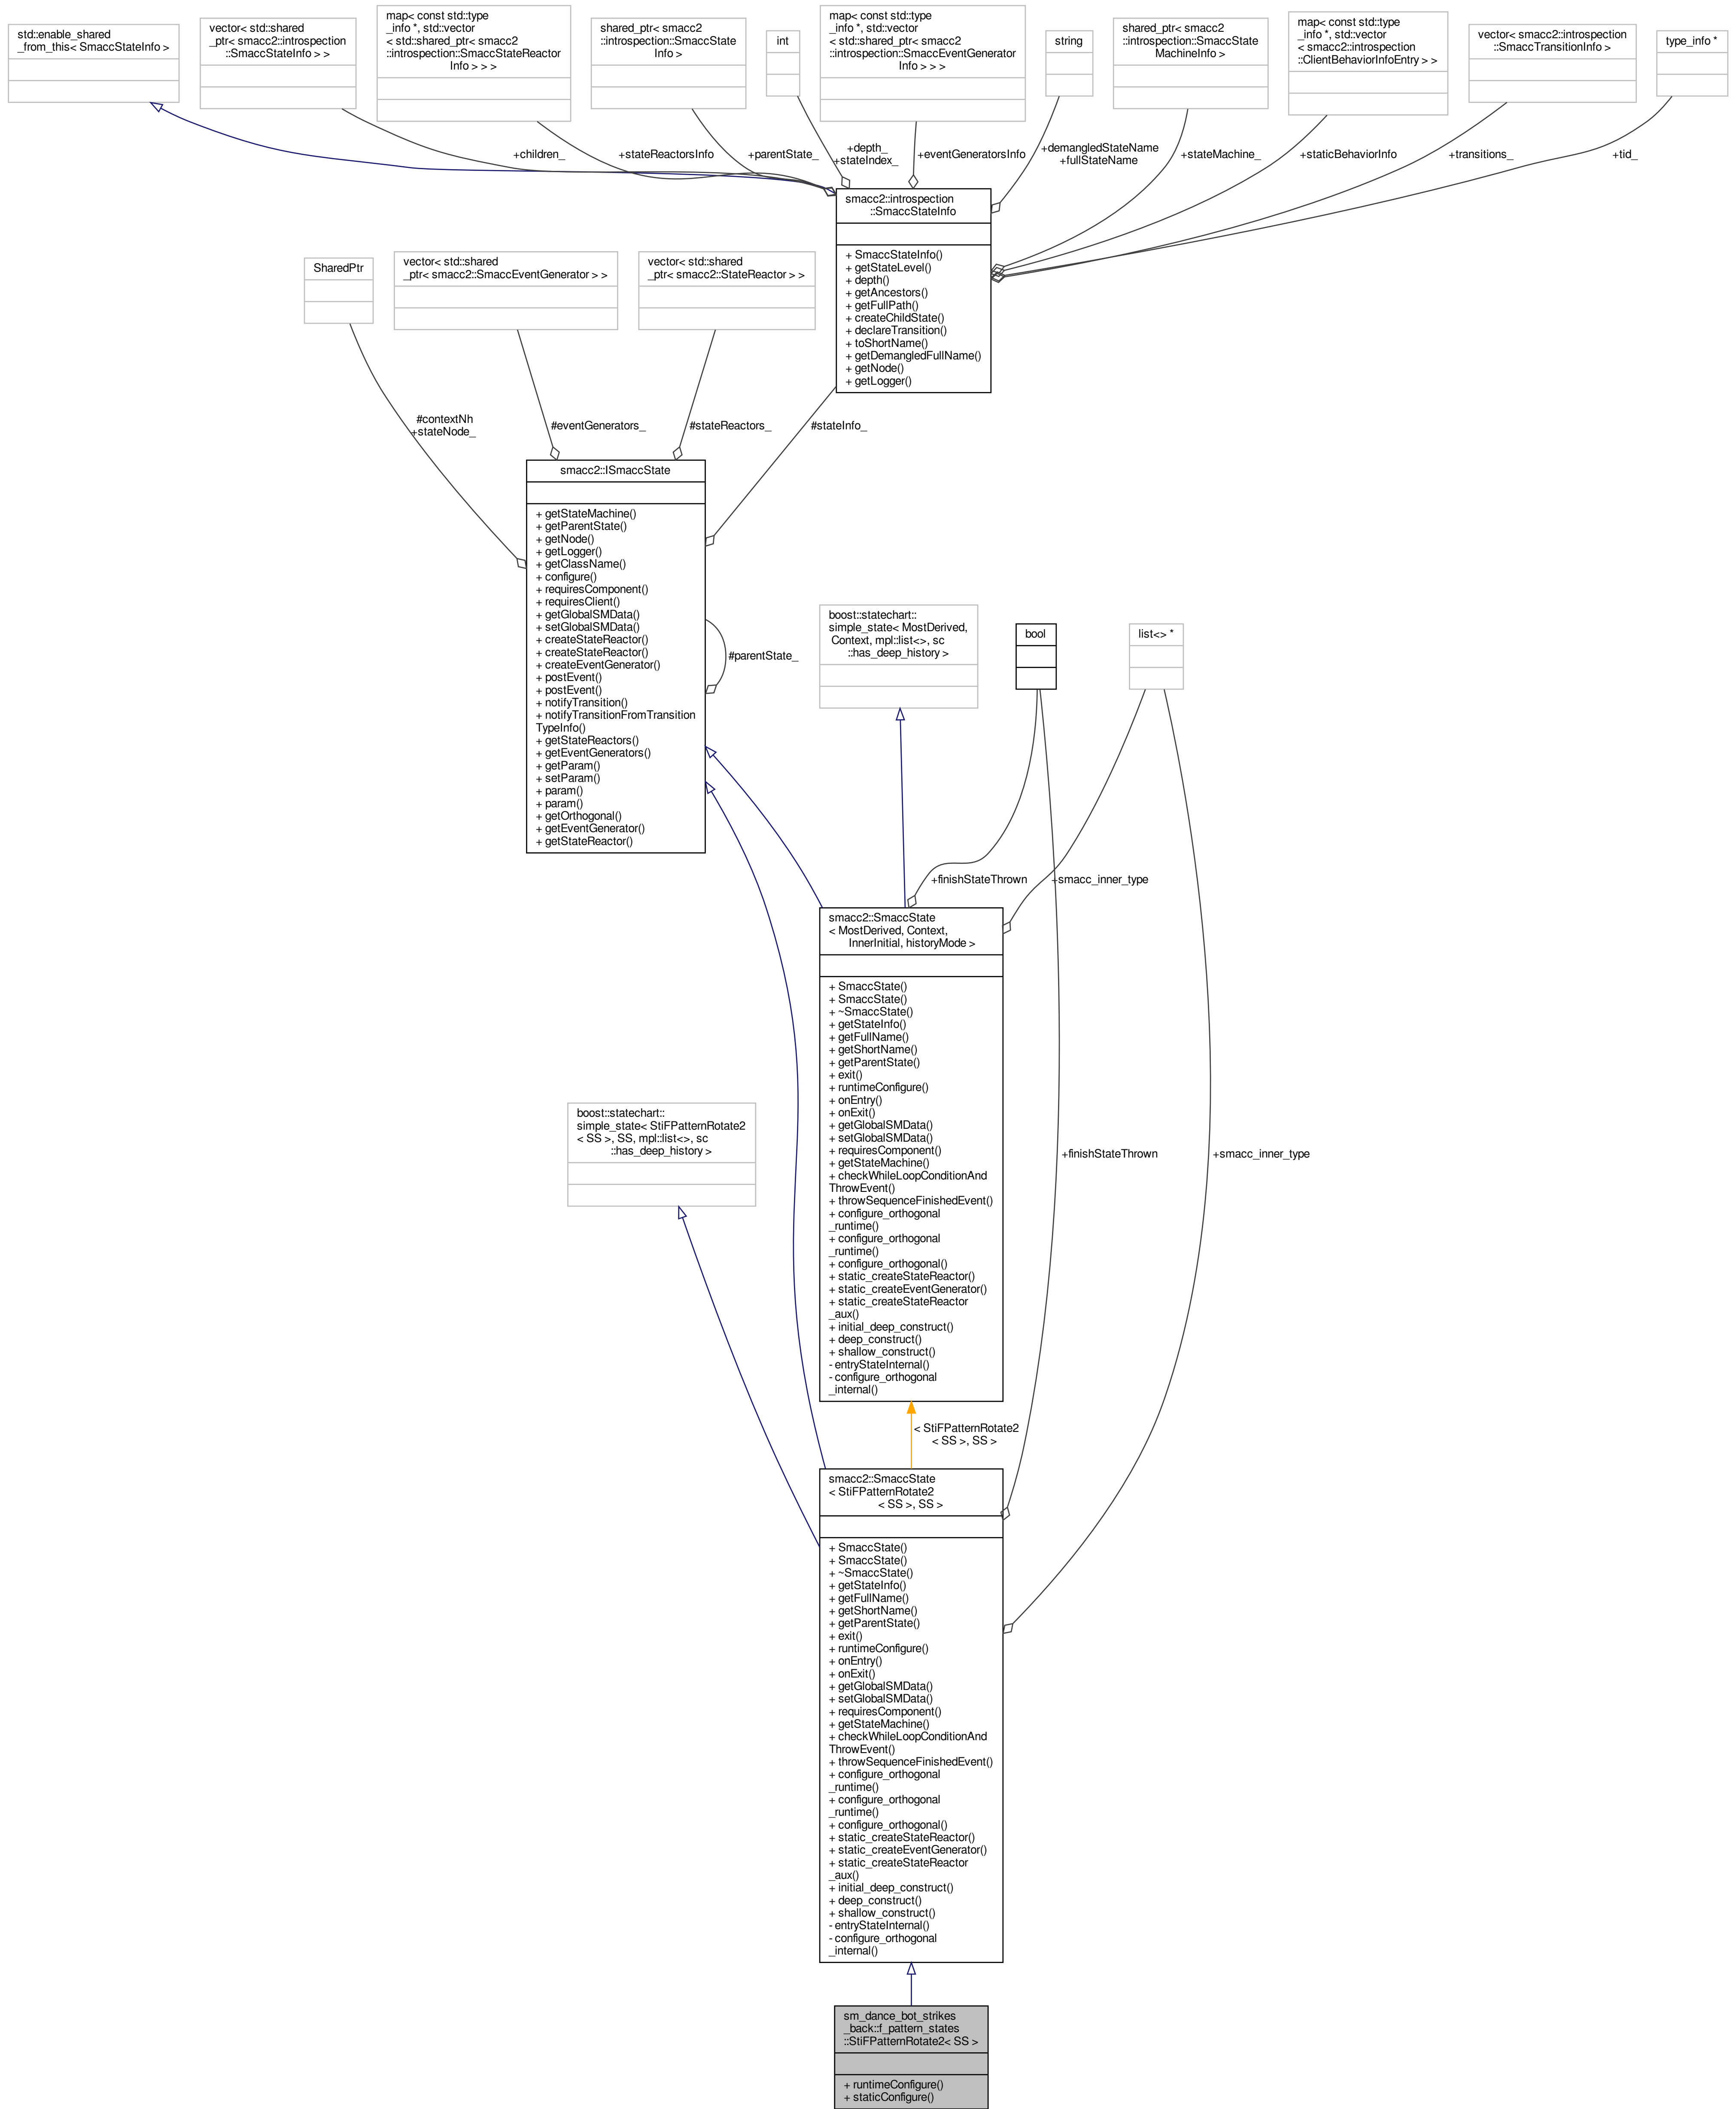 std::enable_shared
_from_this< SmaccStateInfo >
vector< std::shared
_ptr< smacc2::introspection
::SmaccStateInfo > >
map< const std::type
_info *, std::vector
< std::shared_ptr< smacc2
::introspection::SmaccStateReactor
Info > > >
shared_ptr< smacc2
::introspection::SmaccState
Info >
int
map< const std::type
_info *, std::vector
< std::shared_ptr< smacc2
::introspection::SmaccEventGenerator
Info > > >
string
shared_ptr< smacc2
::introspection::SmaccState
MachineInfo >
map< const std::type
_info *, std::vector
< smacc2::introspection
::ClientBehaviorInfoEntry > >
vector< smacc2::introspection
::SmaccTransitionInfo >
type_info *
+children_
+stateReactorsInfo
+parentState_
+depth_
+stateIndex_
+eventGeneratorsInfo
+demangledStateName
+fullStateName
+stateMachine_
+staticBehaviorInfo
+transitions_
+tid_
smacc2::introspection
::SmaccStateInfo
+ SmaccStateInfo()
+ getStateLevel()
+ depth()
+ getAncestors()
+ getFullPath()
+ createChildState()
+ declareTransition()
+ toShortName()
+ getDemangledFullName()
+ getNode()
+ getLogger()
SharedPtr
vector< std::shared
_ptr< smacc2::SmaccEventGenerator > >
vector< std::shared
_ptr< smacc2::StateReactor > >
#contextNh
+stateNode_
#eventGenerators_
#stateReactors_
#stateInfo_
smacc2::ISmaccState
+ getStateMachine()
+ getParentState()
+ getNode()
+ getLogger()
+ getClassName()
+ configure()
+ requiresComponent()
+ requiresClient()
+ getGlobalSMData()
+ setGlobalSMData()
+ createStateReactor()
+ createStateReactor()
+ createEventGenerator()
+ postEvent()
+ postEvent()
+ notifyTransition()
+ notifyTransitionFromTransition
TypeInfo()
+ getStateReactors()
+ getEventGenerators()
+ getParam()
+ setParam()
+ param()
+ param()
+ getOrthogonal()
+ getEventGenerator()
+ getStateReactor()
#parentState_
boost::statechart::
simple_state< MostDerived,
Context, mpl::list<>, sc
::has_deep_history >
bool
list<> *
+finishStateThrown
+smacc_inner_type
smacc2::SmaccState
< MostDerived, Context,
InnerInitial, historyMode >
+ SmaccState()
+ SmaccState()
+ ~SmaccState()
+ getStateInfo()
+ getFullName()
+ getShortName()
+ getParentState()
+ exit()
+ runtimeConfigure()
+ onEntry()
+ onExit()
+ getGlobalSMData()
+ setGlobalSMData()
+ requiresComponent()
+ getStateMachine()
+ checkWhileLoopConditionAnd
ThrowEvent()
+ throwSequenceFinishedEvent()
+ configure_orthogonal
_runtime()
+ configure_orthogonal
_runtime()
+ configure_orthogonal()
+ static_createStateReactor()
+ static_createEventGenerator()
+ static_createStateReactor
_aux()
+ initial_deep_construct()
+ deep_construct()
+ shallow_construct()
- entryStateInternal()
- configure_orthogonal
_internal()
boost::statechart::
simple_state< StiFPatternRotate2
< SS >, SS, mpl::list<>, sc
::has_deep_history >
+finishStateThrown
+smacc_inner_type
< StiFPatternRotate2
< SS >, SS >
smacc2::SmaccState
< StiFPatternRotate2
< SS >, SS >
+ SmaccState()
+ SmaccState()
+ ~SmaccState()
+ getStateInfo()
+ getFullName()
+ getShortName()
+ getParentState()
+ exit()
+ runtimeConfigure()
+ onEntry()
+ onExit()
+ getGlobalSMData()
+ setGlobalSMData()
+ requiresComponent()
+ getStateMachine()
+ checkWhileLoopConditionAnd
ThrowEvent()
+ throwSequenceFinishedEvent()
+ configure_orthogonal
_runtime()
+ configure_orthogonal
_runtime()
+ configure_orthogonal()
+ static_createStateReactor()
+ static_createEventGenerator()
+ static_createStateReactor
_aux()
+ initial_deep_construct()
+ deep_construct()
+ shallow_construct()
- entryStateInternal()
- configure_orthogonal
_internal()
sm_dance_bot_strikes
_back::f_pattern_states
::StiFPatternRotate2< SS >
+ runtimeConfigure()
+ staticConfigure()